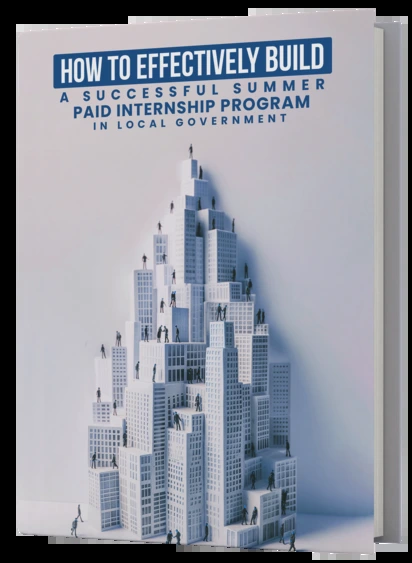 HOW TO EFFECTIVELY BUILD
A SUCCESSFUL SUMMER
PAID INTERNSHIP PROGRAM
IN LOCAL GOVERNMENT